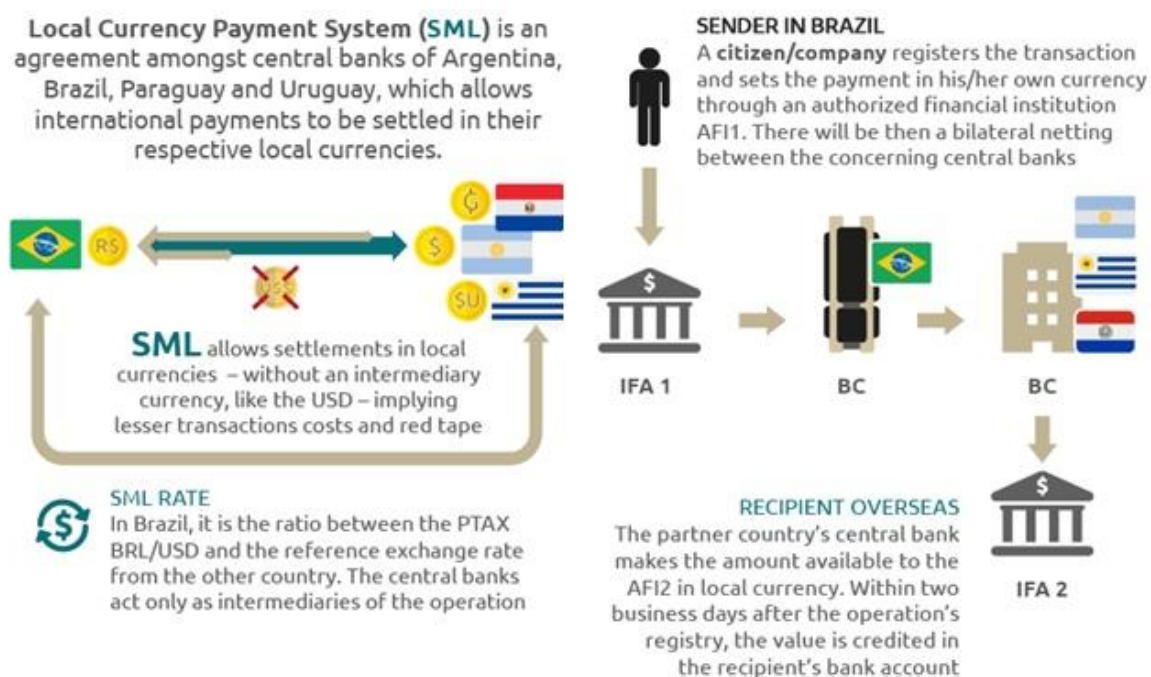 Local Currency Payment System (SML) is an
agreement amongst central banks of Argentina,
Brazil, Paraguay and Uruguay, which allows
international payments to be settled in their
respective local currencies.
R$
₲
$
$U
SML allows settlements in local
currencies – without an intermediary
currency, like the USD – implying
lesser transactions costs and red tape
$
SML RATE
In Brazil, it is the ratio between the PTAX
BRL/USD and the reference exchange rate
from the other country. The central banks
act only as intermediaries of the operation
SENDER IN BRAZIL
A citizen/company registers the transaction
and sets the payment in his/her own currency
through an authorized financial institution
AFI1. There will be then a bilateral netting
between the concerning central banks
$
IFA 1
BC
BC
$
IFA 2
RECIPIENT OVERSEAS
The partner country's central bank
makes the amount available to the
AFI2 in local currency. Within two
business days after the operation's
registry, the value is credited in
the recipient's bank account